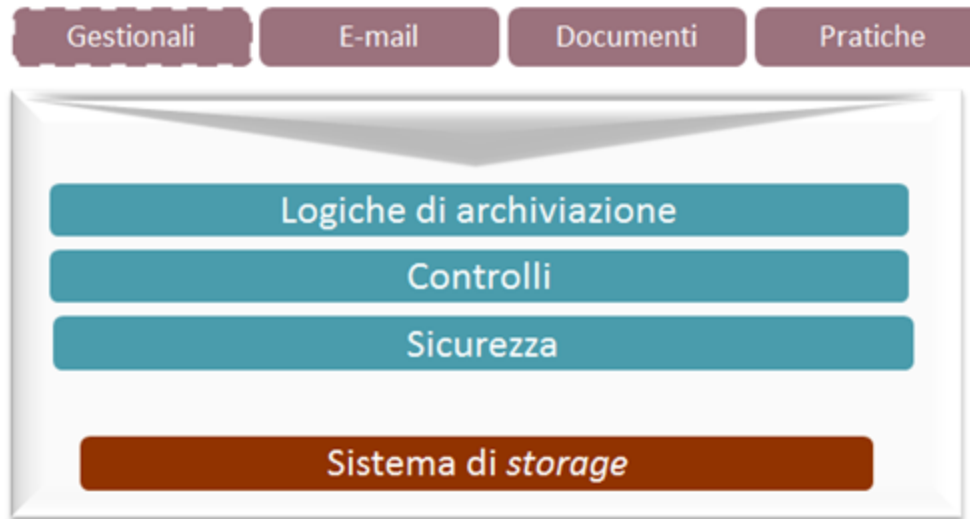 Gestionali E-mail Documenti Pratiche
Logiche di archiviazione
Controlli
Sicurezza
Sistema di storage